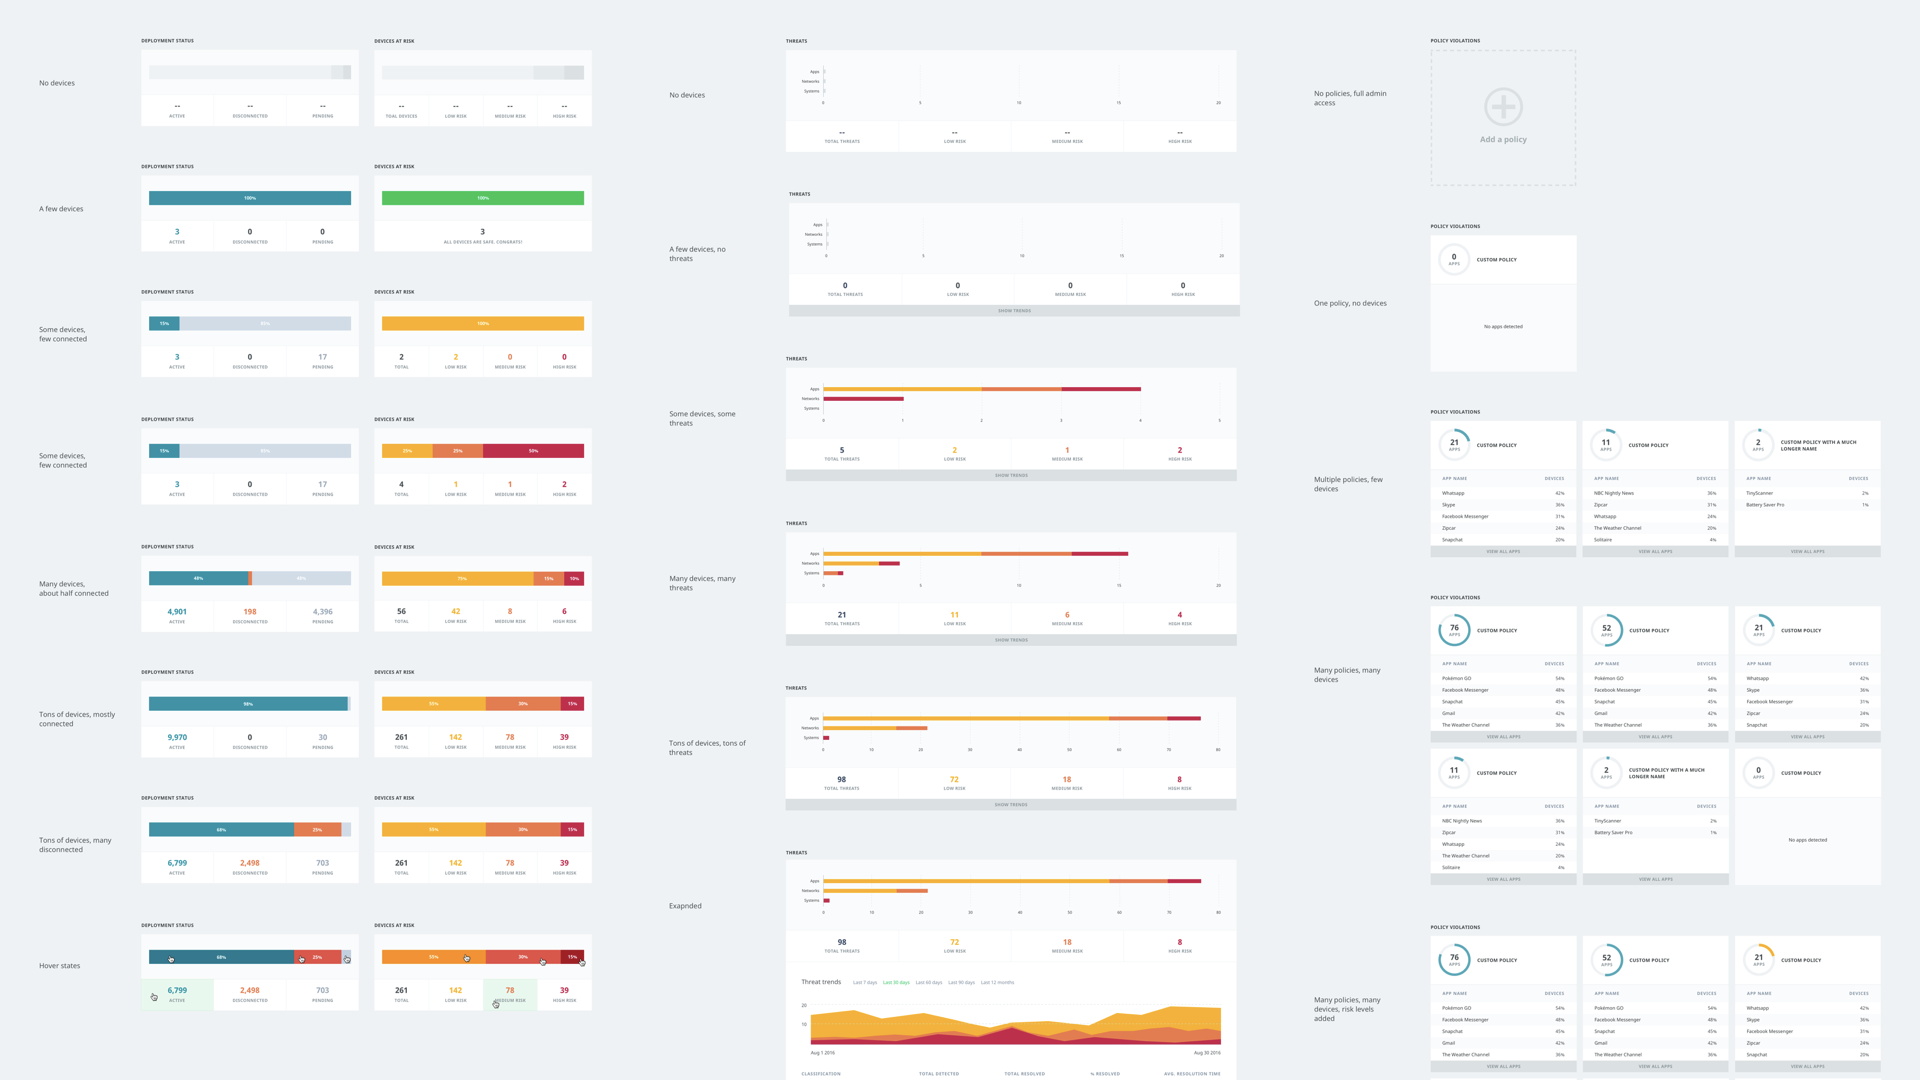 No devices
DEPLOYMENT STATUS
--
ACTIVE
--
DISCONNECTED
--
PENDING
DEVICES AT RISK
--
TOAL DEVICES
--
LOW RISK
--
MEDIUM RISK
--
HIGH RISK
A few devices
DEPLOYMENT STATUS
100%
3
ACTIVE
0
DISCONNECTED
0
PENDING
DEVICES AT RISK
100%
3
ALL DEVICES ARE SAFE. CONGRATS!
Some devices,
few connected
DEPLOYMENT STATUS
15%
85%
3
ACTIVE
0
DISCONNECTED
17
PENDING
DEVICES AT RISK
100%
2
TOTAL
2
LOW RISK
0
MEDIUM RISK
0
HIGH RISK
Some devices,
few connected
DEPLOYMENT STATUS
15%
85%
3
ACTIVE
0
DISCONNECTED
17
PENDING
DEVICES AT RISK
25%
25%
50%
4
TOTAL
1
LOW RISK
1
MEDIUM RISK
2
HIGH RISK
Many devices,
about half connected
DEPLOYMENT STATUS
49%
4,901
ACTIVE
198
DISCONNECTED
4,396
PENDING
DEVICES AT RISK
75%
15%
10%
56
TOTAL
42
LOW RISK
8
MEDIUM RISK
6
HIGH RISK
Tons of devices, mostly
connected
DEPLOYMENT STATUS
98%
9,970
ACTIVE
0
DISCONNECTED
30
PENDING
DEVICES AT RISK
55%
30%
15%
261
TOTAL
142
LOW RISK
78
MEDIUM RISK
39
HIGH RISK
Tons of devices, many
disconnected
DEPLOYMENT STATUS
68%
25%
6,799
ACTIVE
2,498
DISCONNECTED
703
PENDING
DEVICES AT RISK
55%
30%
15%
261
TOTAL
142
LOW RISK
78
MEDIUM RISK
39
HIGH RISK
Hover states
DEPLOYMENT STATUS
68%
25%
6,799
ACTIVE
2,498
DISCONNECTED
703
PENDING
DEVICES AT RISK
55%
30%
15%
261
TOTAL
142
LOW RISK
78
MEDIUM RISK
39
HIGH RISK
No devices
THREATS
Apps
Networks
Systems
0 5 10 15 20
--
TOTAL THREATS
--
LOW RISK
--
MEDIUM RISK
--
HIGH RISK
A few devices, no
threats
THREATS
Apps
Networks
Systems
0 5 10 15 20
0
TOTAL THREATS
0
LOW RISK
0
MEDIUM RISK
0
HIGH RISK
SHOW TRENDS
Some devices, some
threats
THREATS
Apps
Networks
Systems
0 1 2 3 4 5
5
TOTAL THREATS
2
LOW RISK
1
MEDIUM RISK
2
HIGH RISK
SHOW TRENDS
Many devices, many
threats
THREATS
Apps
Networks
Systems
0 5 10 15 20
21
TOTAL THREATS
11
LOW RISK
6
MEDIUM RISK
4
HIGH RISK
SHOW TRENDS
Tons of devices, tons of
threats
THREATS
Apps
Networks
Systems
0 10 20 30 40 50 60 70 80
98
TOTAL THREATS
72
LOW RISK
18
MEDIUM RISK
8
HIGH RISK
SHOW TRENDS
Exapnded
THREATS
Apps
Networks
Systems
0 10 20 30 40 50 60 70 80
98
TOTAL THREATS
72
LOW RISK
18
MEDIUM RISK
8
HIGH RISK
Threat trends Last 7 days Last 30 days Last 60 days Last 90 days Last 12 months
20
10
Aug 1 2016 Aug 30 2016
CLASSIFICATION TOTAL DETECTED TOTAL RESOLVED % RESOLVED AVG. RESOLUTION TIME
No policies, full admin
access
POLICY VIOLATIONS
Add a policy
One policy, no devices
POLICY VIOLATIONS
0
APPS
CUSTOM POLICY
No apps detected
Multiple policies, few
devices
POLICY VIOLATIONS
21
APPS
CUSTOM POLICY
APP NAME DEVICES
Whatsapp 42%
Skype 36%
Facebook Messenger 31%
Zipcar 24%
Snapchat 20%
VIEW ALL APPS
11
APPS
CUSTOM POLICY
APP NAME DEVICES
NBC Nightly News 36%
Zipcar 31%
Whatsapp 24%
The Weather Channel 20%
Solitaire 4%
VIEW ALL APPS
2
APPS
CUSTOM POLICY WITH A MUCH
LONGER NAME
APP NAME DEVICES
TinyScanner 2%
Battery Saver Pro 1%
VIEW ALL APPS
Many policies, many
devices
POLICY VIOLATIONS
76
APPS
CUSTOM POLICY
APP NAME DEVICES
Pokémon GO 54%
Facebook Messenger 48%
Snapchat 45%
Gmail 42%
The Weather Channel 36%
VIEW ALL APPS
52
APPS
CUSTOM POLICY
APP NAME DEVICES
Pokémon GO 54%
Facebook Messenger 48%
Snapchat 45%
Gmail 42%
The Weather Channel 36%
VIEW ALL APPS
21
APPS
CUSTOM POLICY
APP NAME DEVICES
Whatsapp 42%
Skype 36%
Facebook Messenger 31%
Zipcar 24%
Snapchat 20%
VIEW ALL APPS
11
APPS
CUSTOM POLICY
APP NAME DEVICES
NBC Nightly News 36%
Zipcar 31%
Whatsapp 24%
The Weather Channel 20%
Solitaire 4%
VIEW ALL APPS
2
APPS
CUSTOM POLICY WITH A MUCH
LONGER NAME
APP NAME DEVICES
TinyScanner 2%
Battery Saver Pro 1%
VIEW ALL APPS
0
APPS
CUSTOM POLICY
No apps detected
Many policies, many
devices, risk levels
added
POLICY VIOLATIONS
76
APPS
CUSTOM POLICY
APP NAME DEVICES
Pokémon GO 54%
Facebook Messenger 48%
Snapchat 45%
Gmail 42%
The Weather Channel 36%
VIEW ALL APPS
52
APPS
CUSTOM POLICY
APP NAME DEVICES
Pokémon GO 54%
Facebook Messenger 48%
Snapchat 45%
Gmail 42%
The Weather Channel 36%
VIEW ALL APPS
21
APPS
CUSTOM POLICY
APP NAME DEVICES
Whatsapp 42%
Skype 36%
Facebook Messenger 31%
Zipcar 24%
Snapchat 20%
VIEW ALL APPS